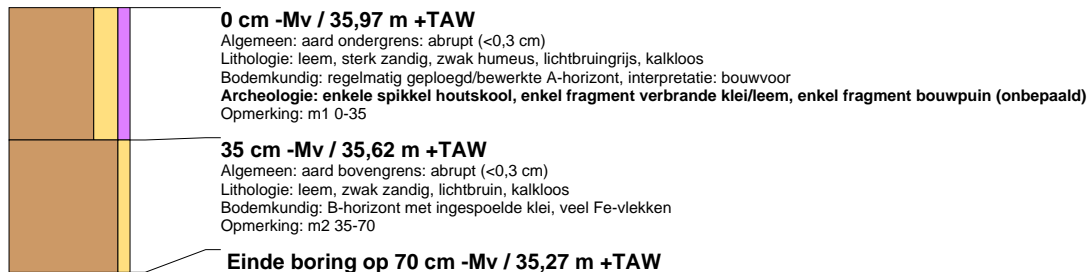 0 cm -Mv / 35,97 m +TAW
Algemeen: aard ondergrens: abrupt (<0,3 cm)
Lithologie: leem, sterk zandig, zwak humeus, lichtbruingrijs, kalkloos
Bodemkundig: regelmatig geploegd/bewerkte A-horizont, interpretatie: bouwvoor
Archeologie: enkele spikkel houtskool, enkel fragment verbrande klei/leem, enkel fragment bouwpuin (onbepaald)
Opmerking: m1 0-35
35 cm -Mv / 35,62 m +TAW
Algemeen: aard bovengrens: abrupt (<0,3 cm)
Lithologie: leem, zwak zandig, lichtbruin, kalkloos
Bodemkundig: B-horizont met ingespoelde klei, veel Fe-vlekken
Opmerking: m2 35-70
Einde boring op 70 cm -Mv / 35,27 m +TAW